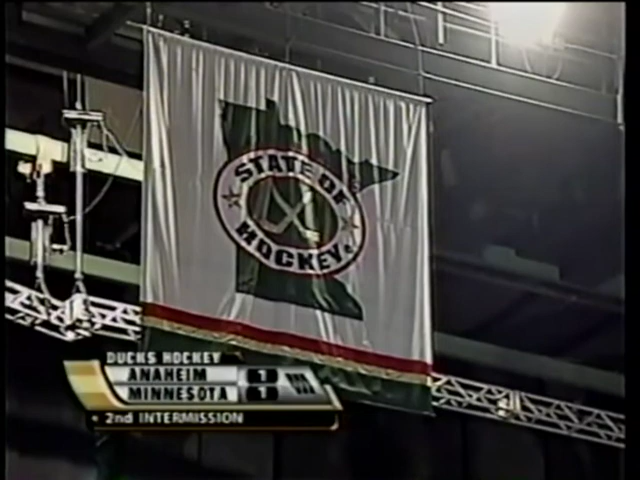 STATE OF
HOCKEY
DUCKS HOCKEY
ANAHEIM 1
MINNESOTA 1
• 2nd INTERMISSION